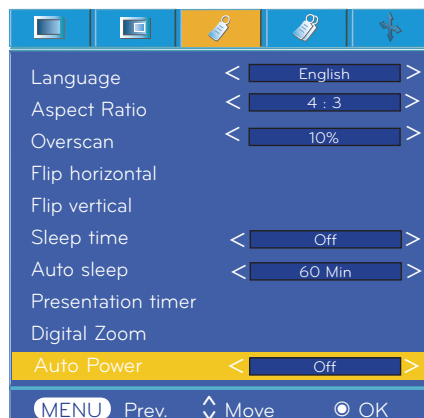 Language < English >
Aspect Ratio < 4 : 3 >
Overscan < 10% >
Flip horizontal
Flip vertical
Sleep time < Off >
Auto sleep < 60 Min >
Presentation timer
Digital Zoom
Auto Power < Off >
MENU Prev. Move OK